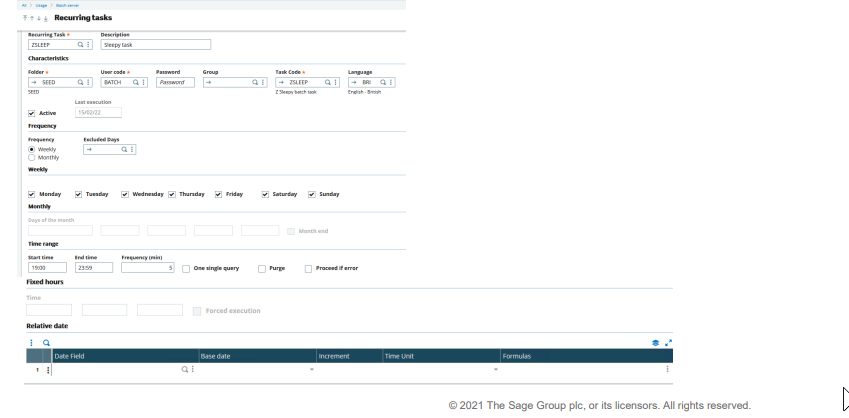 All > Usage > Batch server
Recurring tasks
Recurring Task * Description
ZSLEEP Sleepy task
Characteristics
Folder * User code * Password Group Task Code * Language
SEED BATCH Password ZSLEEP BRI
SEED Z Sleepy batch task English - British
Last execution
Active 15/02/22
Frequency
Frequency Excluded Days
Weekly
Monthly
Weekly
Monday Tuesday Wednesday Thursday Friday Saturday Sunday
Monthly
Days of the month
Month end
Time range
Start time End time Frequency (min)
19:00 23:59 5 One single query Purge Proceed if error
Fixed hours
Time
Forced execution
Relative date
Date Field Base date Increment Time Unit Formulas
1
© 2021 The Sage Group plc, or its licensors. All rights reserved.